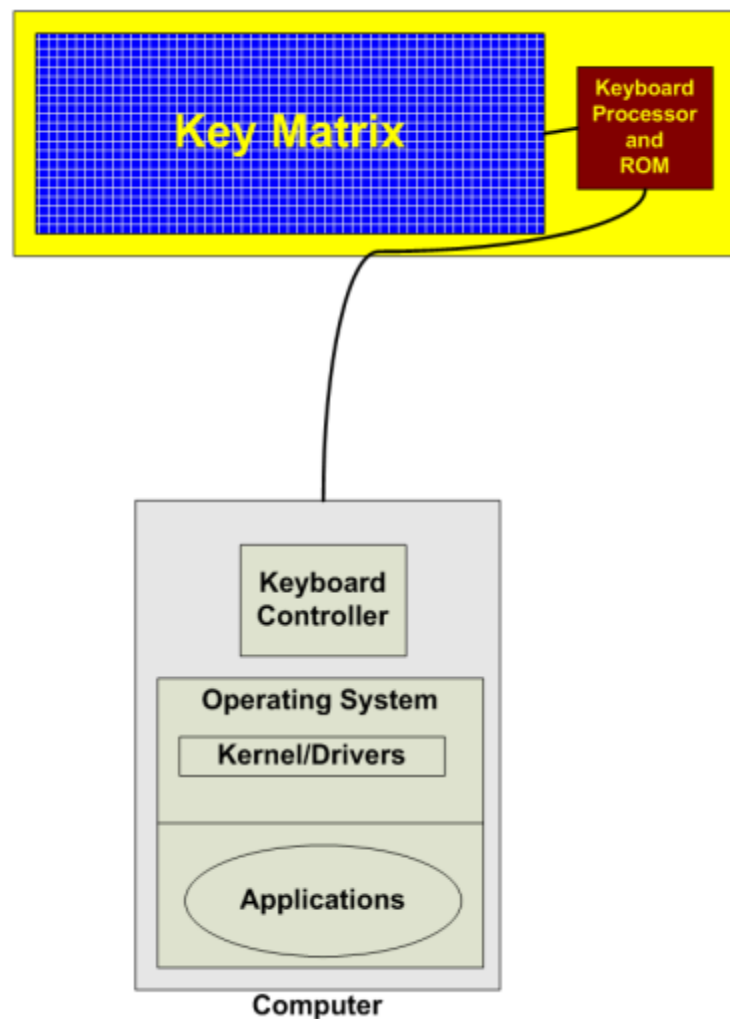 Key Matrix
Keyboard
Processor
and
ROM
Keyboard
Controller
Operating System
Kernel/Drivers
Applications
Computer